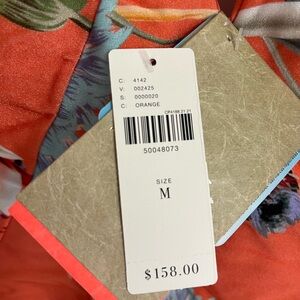 C: 4142
V: 002425
S: 0000020
C: ORANGE
50048073
SIZE
M
$158.00